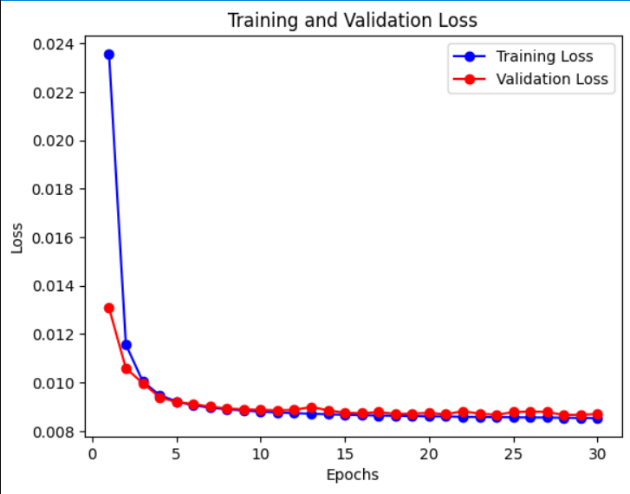 Training and Validation Loss
Training Loss
Validation Loss
0.024
0.022
0.020
0.018
0.016
0.014
0.012
0.010
0.008
Loss
0 5 10 15 20 25 30
Epochs